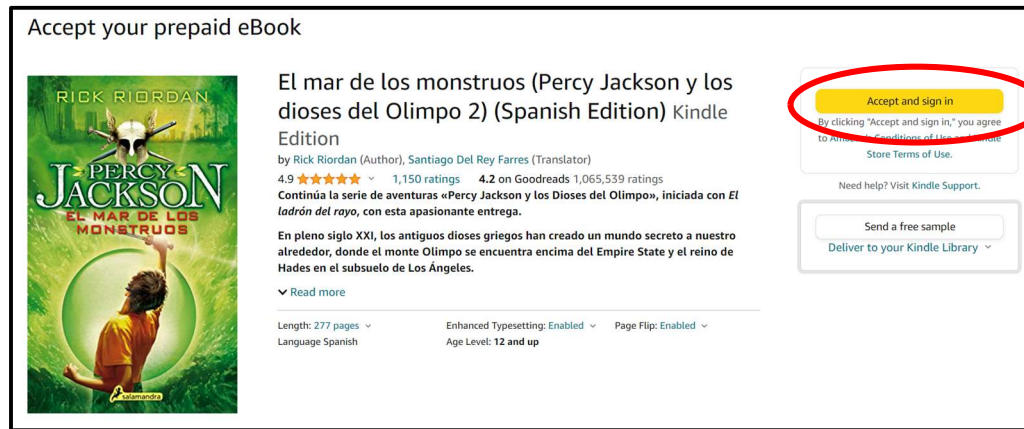 Accept your prepaid eBook
RICK RIORDAN
PERCY
JACKSON
EL MAR DE LOS
MONSTRUOS
salamandra
El mar de los monstruos (Percy Jackson y los
dioses del Olimpo 2) (Spanish Edition) Kindle
Edition
by Rick Riordan (Author), Santiago Del Rey Farres (Translator)
4.9 1,150 ratings 4.2 on Goodreads 1,065,539 ratings
Continúa la serie de aventuras «Percy Jackson y los Dioses del Olimpo», iniciada con El
ladrón del rayo, con esta apasionante entrega.
En pleno siglo XXI, los antiguos dioses griegos han creado un mundo secreto a nuestro
alrededor, donde el monte Olimpo se encuentra encima del Empire State y el reino de
Hades en el subsuelo de Los Ángeles.
Read more
Length: 277 pages Enhanced Typesetting: Enabled Page Flip: Enabled
Language Spanish Age Level: 12 and up
Accept and sign in
By clicking "Accept and sign in," you agree
to Amazon's Conditions of Use and Kindle
Store Terms of Use.
Need help? Visit Kindle Support.
Send a free sample
Deliver to your Kindle Library